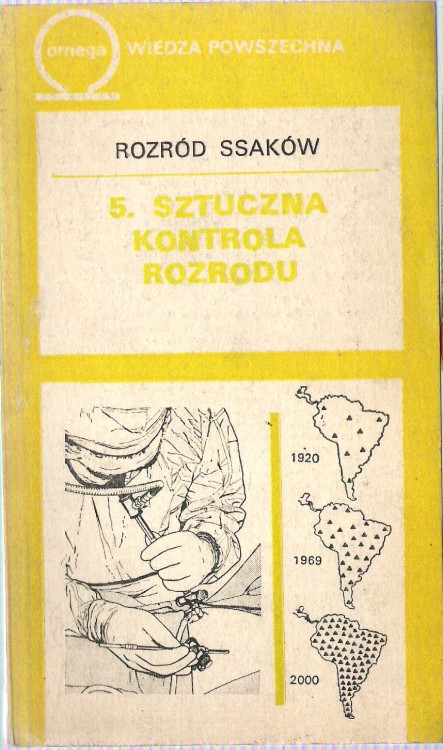 omega
WIEDZA POWSZECHNA
ROZRÓD SSAKÓW
5. SZTUCZNA
KONTROLA
ROZRODU
1920
1969
2000